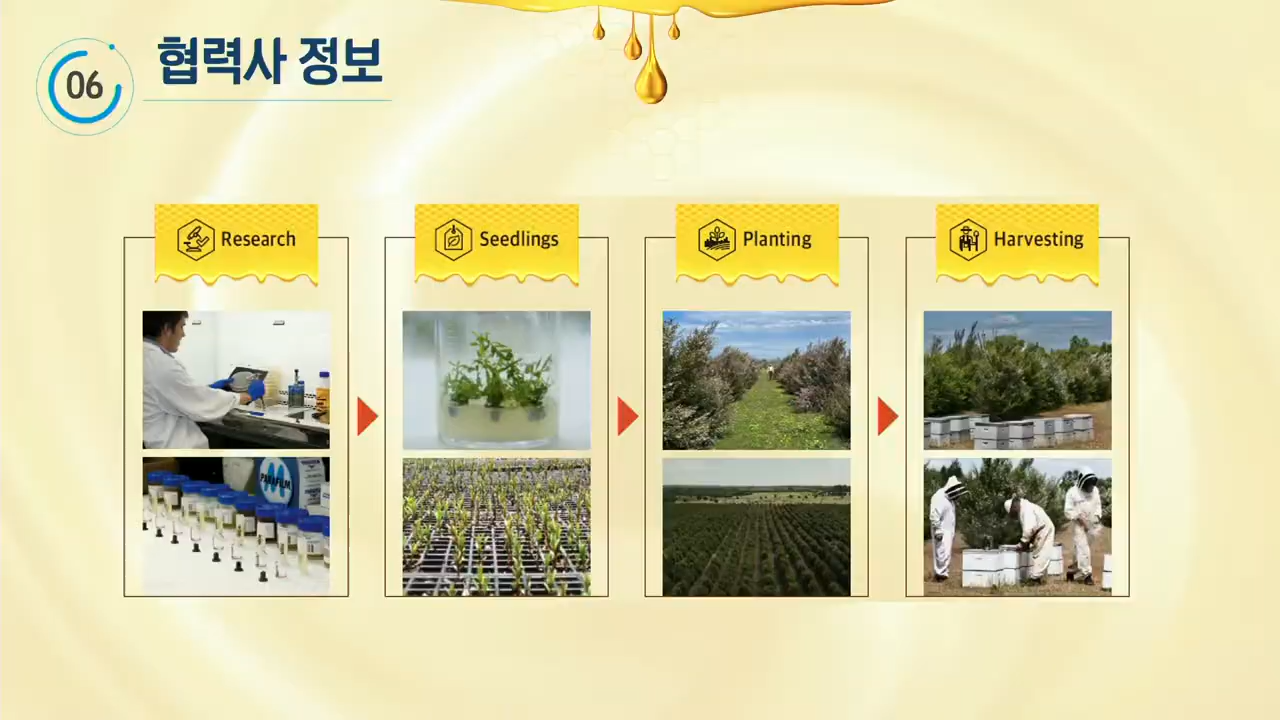 06
협력사 정보
Research
Seedlings
Planting
Harvesting
PARAFILM
M